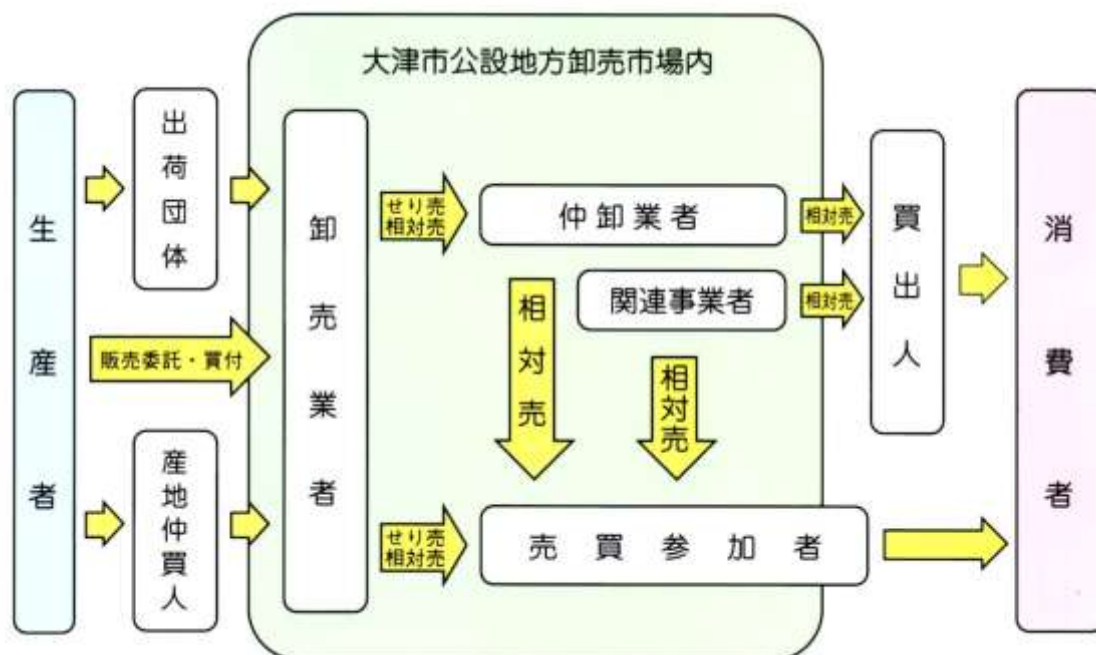 大津市公設地方卸売市場内
生産者
出荷団体
販売委託・買付
産地仲買人
卸売業者
せり売
相対売
仲卸業者
相対売
関連事業者
相対売
相対売
相対売
せり売
相対売
売買参加者
買出人
消費者